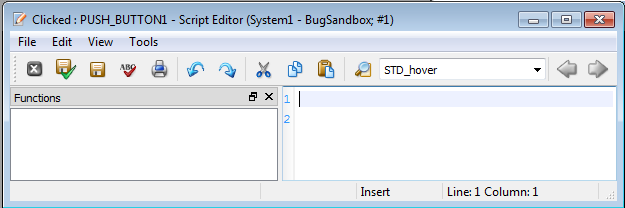 Clicked : PUSH_BUTTON1 - Script Editor (System1 - BugSandbox; #1)
File Edit View Tools
ABC STD_hover
Functions
1
2
Insert Line: 1 Column: 1